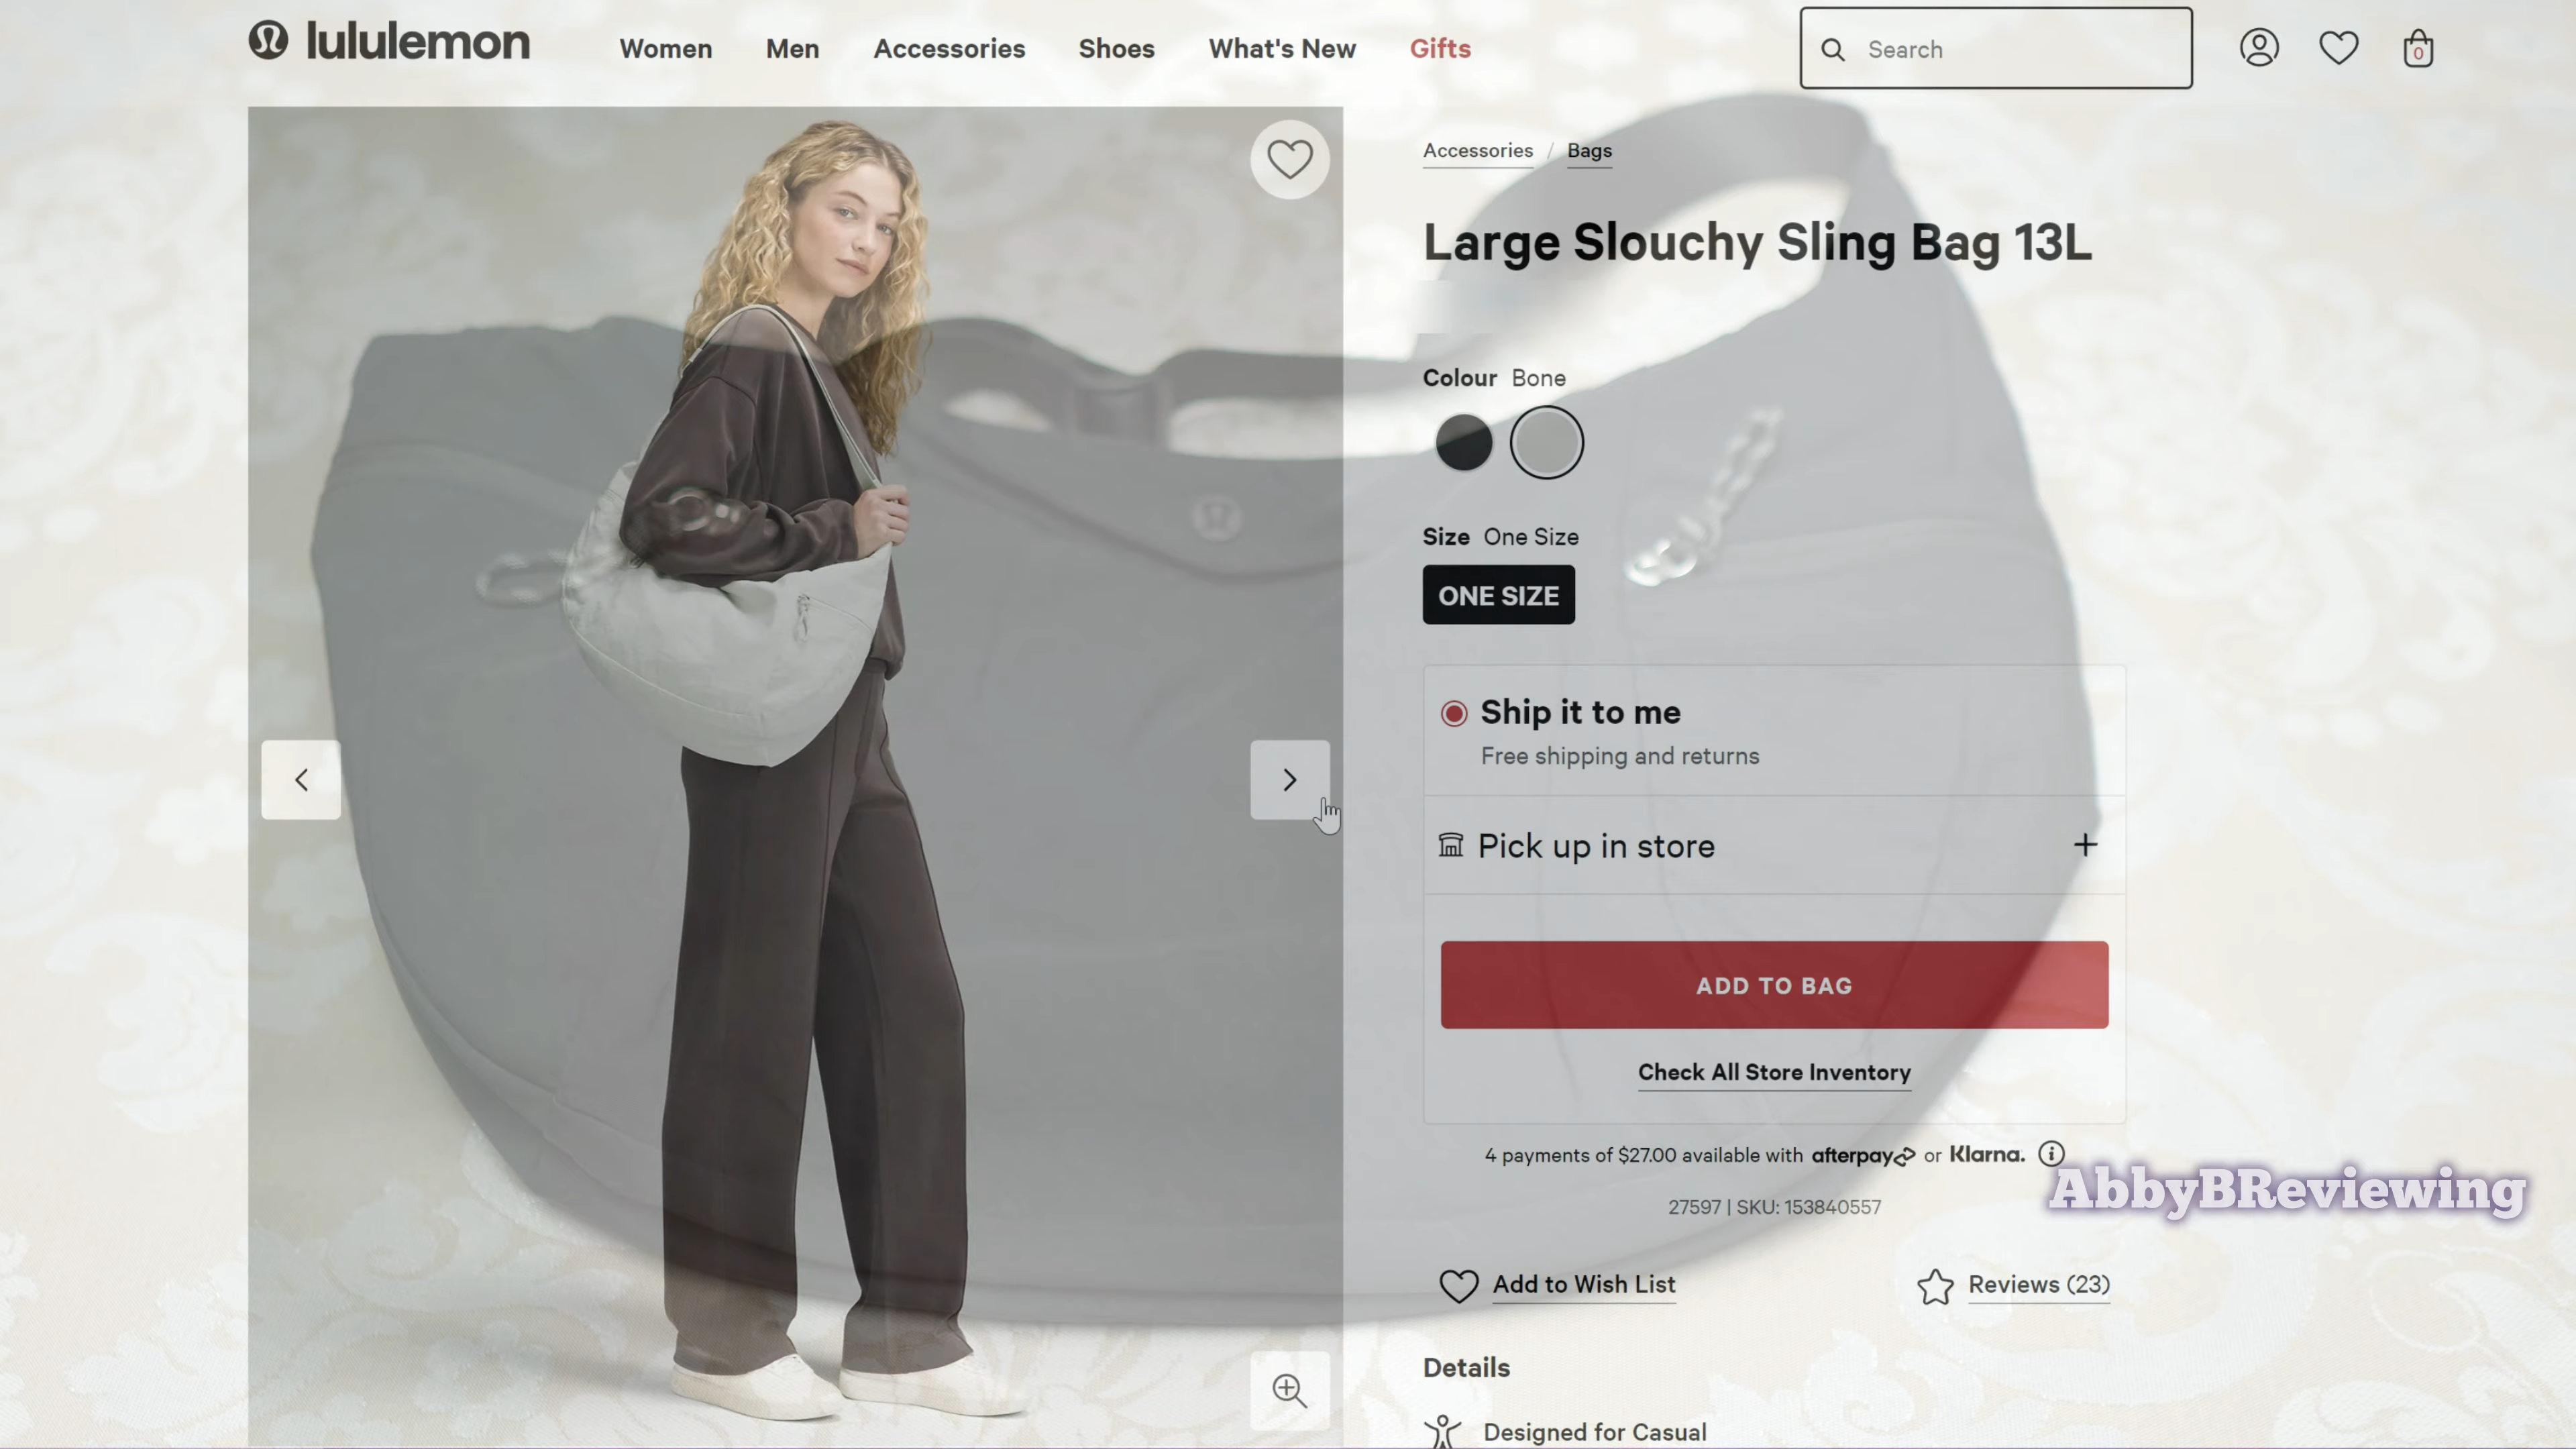 lululemon
Women Men Accessories Shoes What's New Gifts
Search
0
Accessories / Bags
Large Slouchy Sling Bag 13L
Colour Bone
Size One Size
ONE SIZE
Ship it to me
Free shipping and returns
Pick up in store
ADD TO BAG
Check All Store Inventory
4 payments of $27.00 available with afterpay or Klarna.
AbbyBReviewing
27597 | SKU: 153840557
Add to Wish List
Reviews (23)
Details
Designed for Casual